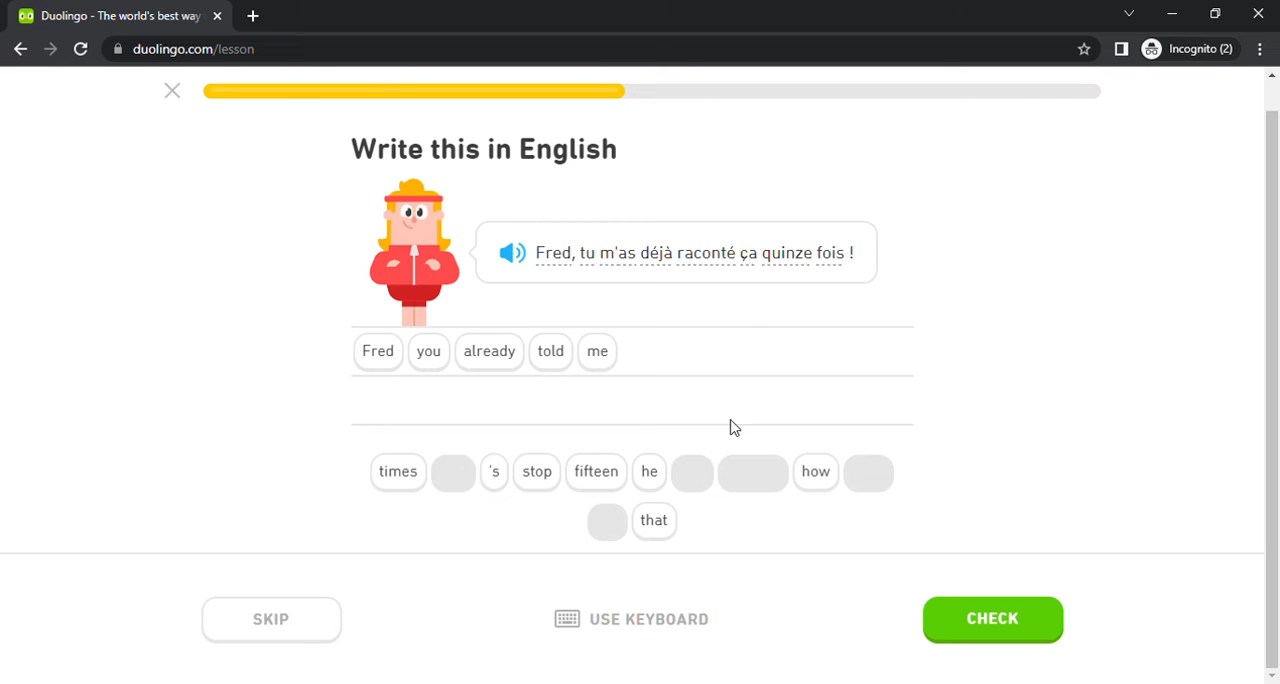 Duolingo - The world's best way
duolingo.com/lesson
Incognito (2)
Write this in English
Fred, tu m'as déjà raconté ça quinze fois !
Fred you already told me
times 's stop fifteen he how
that
SKIP USE KEYBOARD CHECK